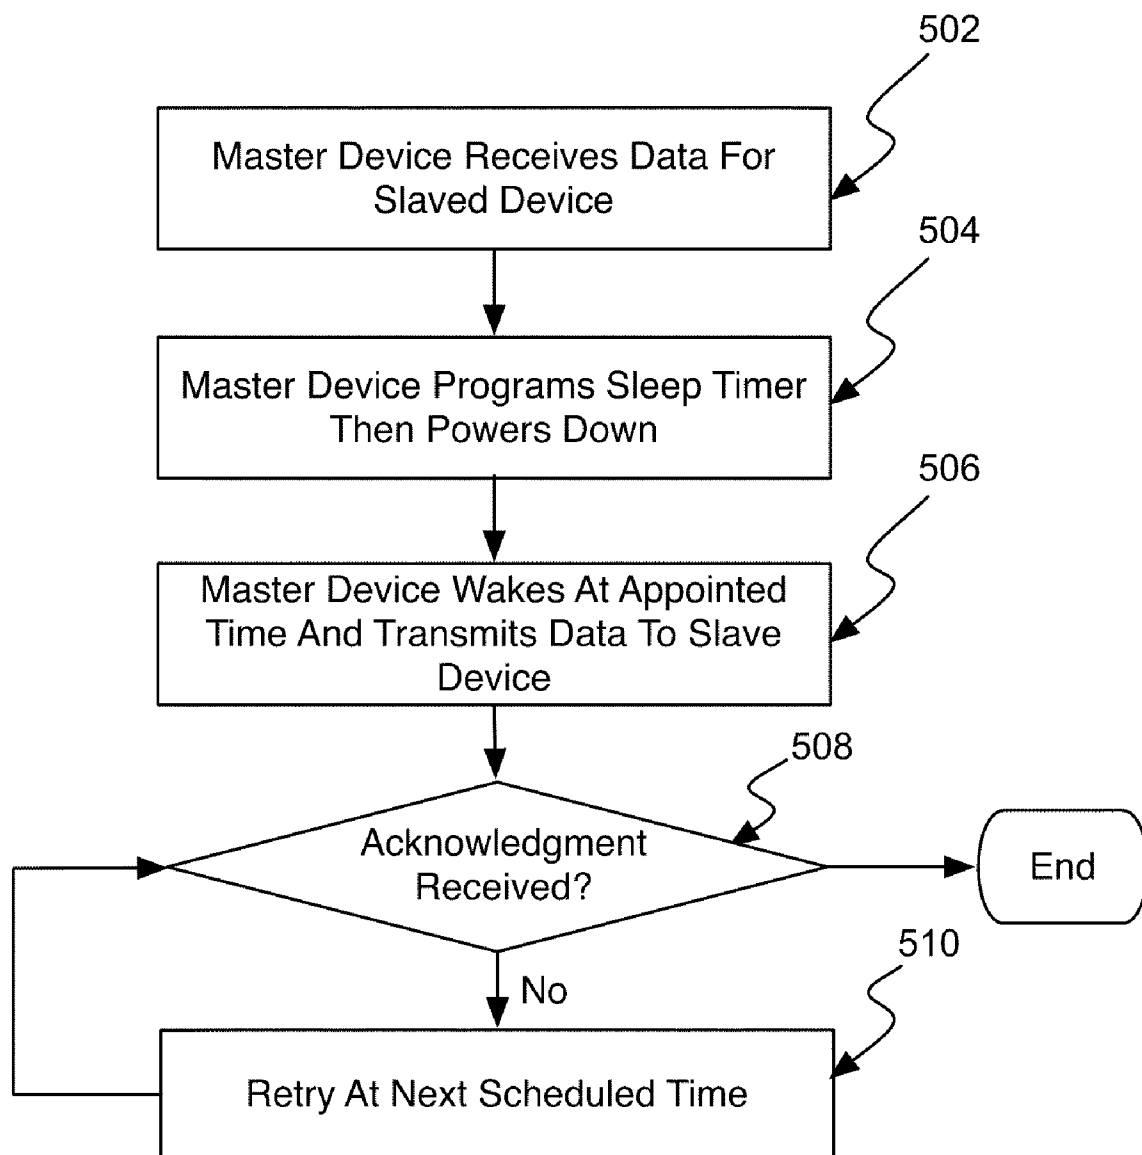 502
Master Device Receives Data For
Slaved Device
504
Master Device Programs Sleep Timer
Then Powers Down
506
Master Device Wakes At Appointed
Time And Transmits Data To Slave
Device
508
Acknowledgment
Received?
End
No
510
Retry At Next Scheduled Time